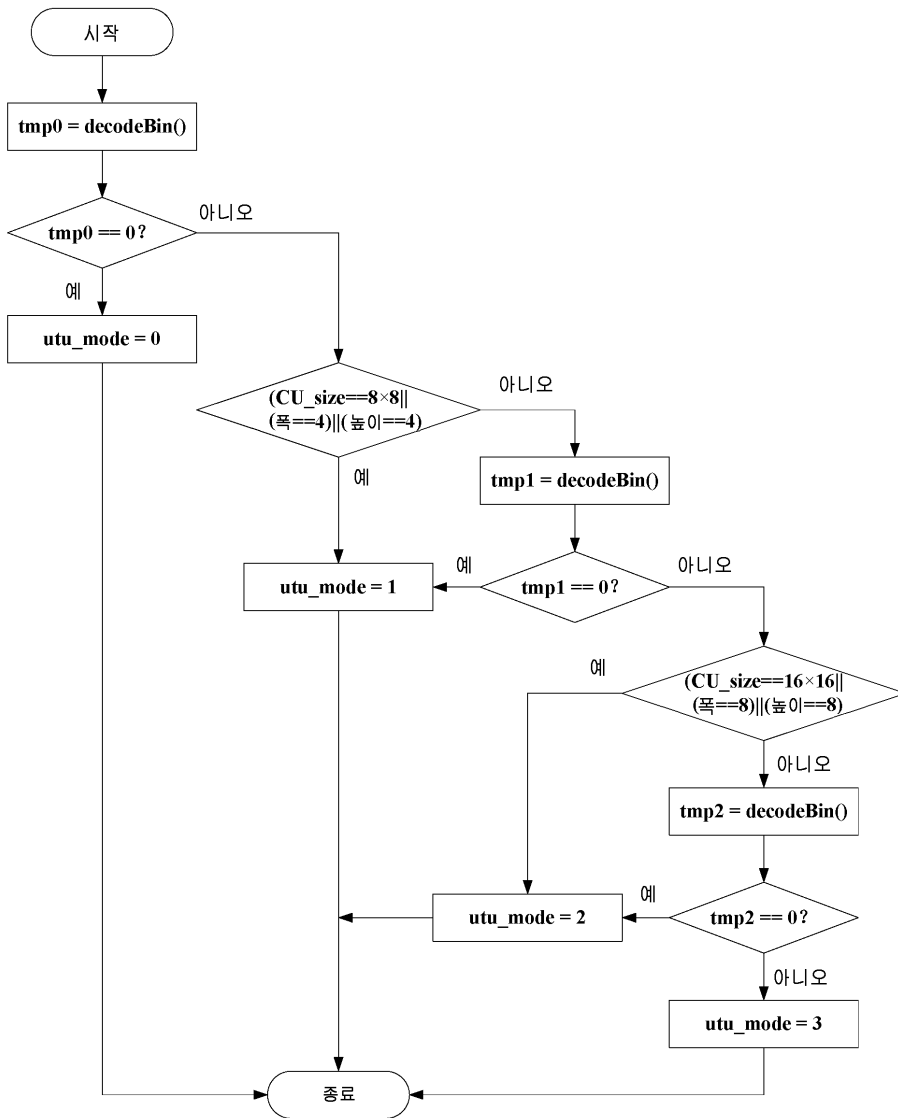 시작
tmp0 = decodeBin()
아니오
tmp0 == 0?
예
utu_mode = 0
아니오
(CU_size==8×8||
(폭==4)||(높이==4)
예
tmp1 = decodeBin()
예
아니오
utu_mode = 1
tmp1 == 0?
예
(CU_size==16×16||
(폭==8)||(높이==8)
아니오
tmp2 = decodeBin()
예
utu_mode = 2
tmp2 == 0?
아니오
utu_mode = 3
종료